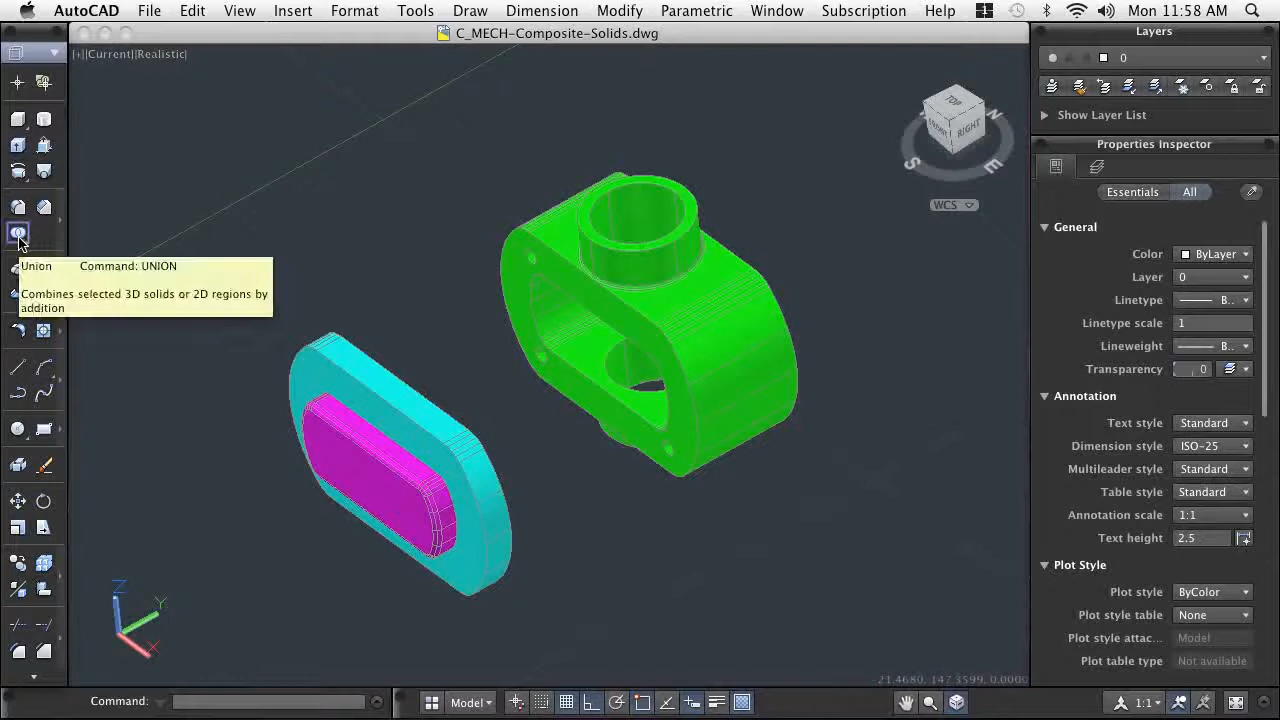 AutoCAD File Edit View Insert Format Tools Draw Dimension Modify Parametric Window Subscription Help 1 Mon 11:58 AM
C_MECH-Composite-Solids.dwg
[+][Current][Realistic]
Layers
0
Show Layer List
Properties Inspector
Essentials All
General
Color ByLayer
Layer 0
Linetype B..
Linetype scale 1
Lineweight B..
Transparency 0
Annotation
Text style Standard
Dimension style ISO-25
Multileader style Standard
Table style Standard
Annotation scale 1:1
Text height 2.5
Plot Style
Plot style ByColor
Plot style table None
Plot style attac... Model
Plot table type Not available
TOP
FRONT RIGHT
N
S E
WCS
Union Command: UNION
Combines selected 3D solids or 2D regions by
addition
Z
Y
X
-21.4680, 147.3599, 0.0000
Command: Model 1:1